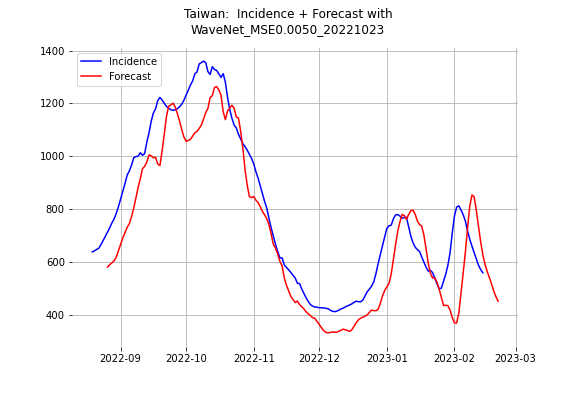 Taiwan:  Incidence + Forecast with
WaveNet_MSE0.0050_20221023
Incidence
Forecast
1400
1200
1000
800
600
400
2022-09 2022-10 2022-11 2022-12 2023-01 2023-02 2023-03